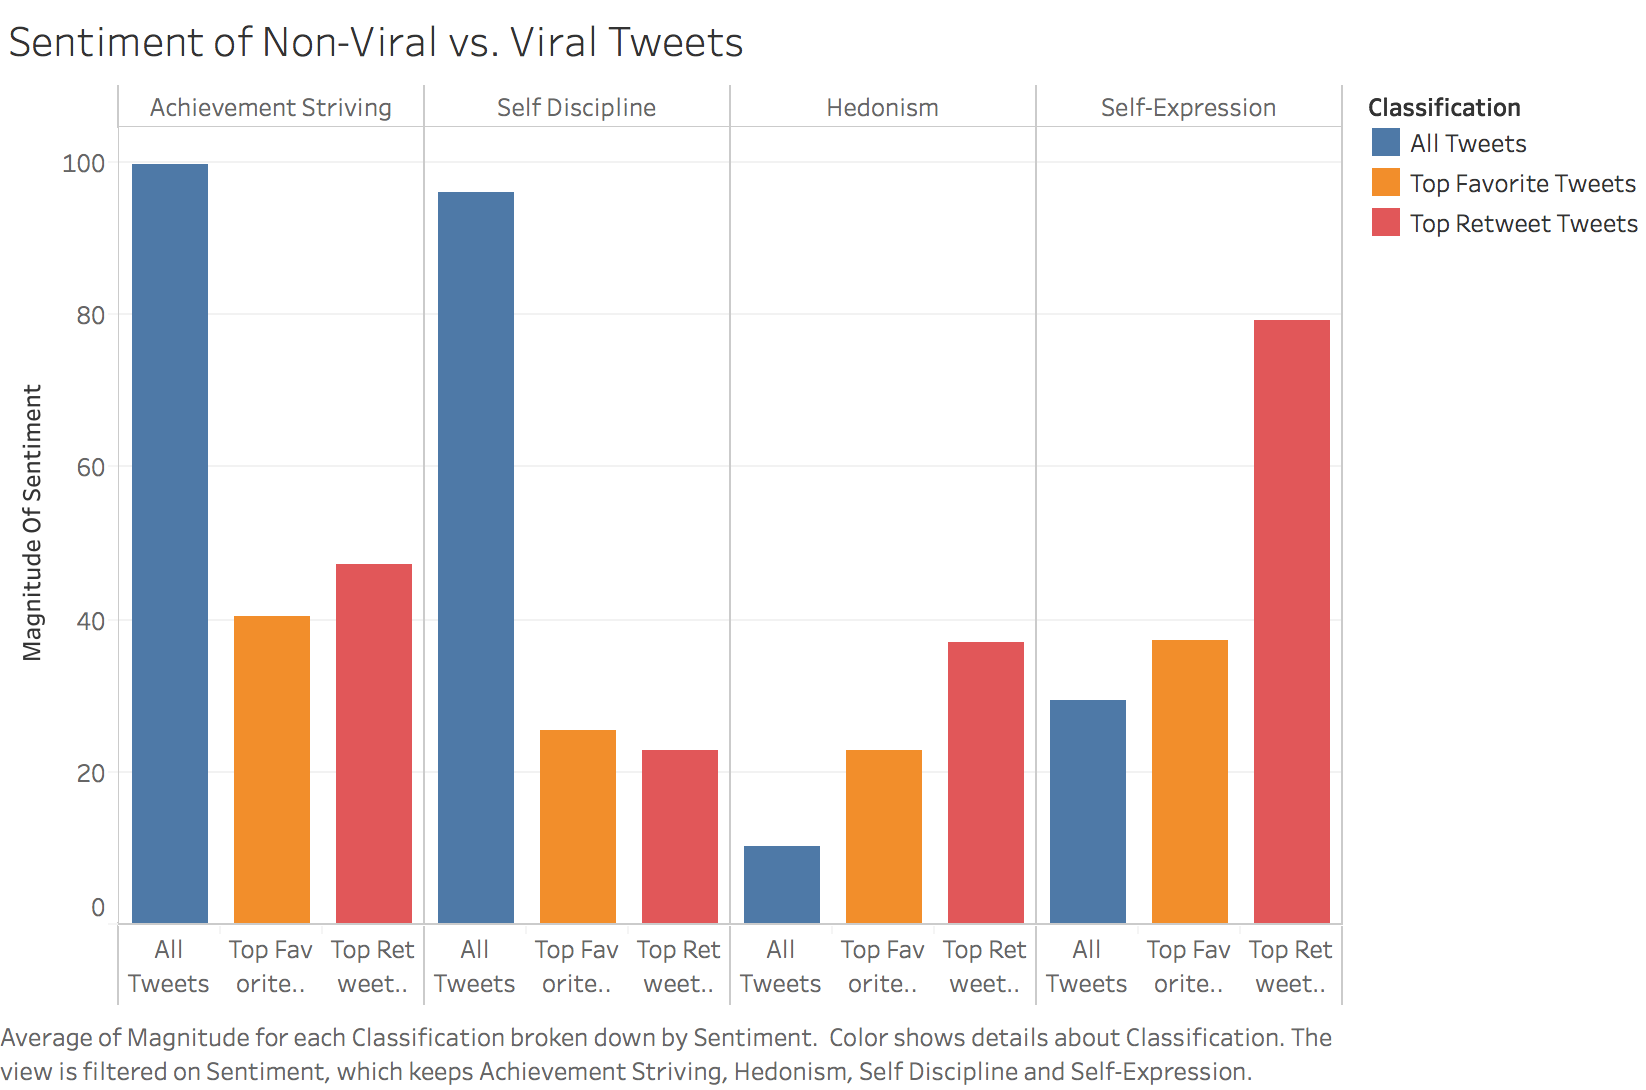 Sentiment of Non-Viral vs. Viral Tweets
Achievement Striving
Self Discipline
Hedonism
Self-Expression
Classification
All Tweets
Top Favorite Tweets
Top Retweet Tweets
Magnitude Of Sentiment
100
80
60
40
20
0
All
Tweets
Top Fav
orite..
Top Ret
weet..
All
Tweets
Top Fav
orite..
Top Ret
weet..
All
Tweets
Top Fav
orite..
Top Ret
weet..
All
Tweets
Top Fav
orite..
Top Ret
weet..
Average of Magnitude for each Classification broken down by Sentiment.  Color shows details about Classification. The
view is filtered on Sentiment, which keeps Achievement Striving, Hedonism, Self Discipline and Self-Expression.